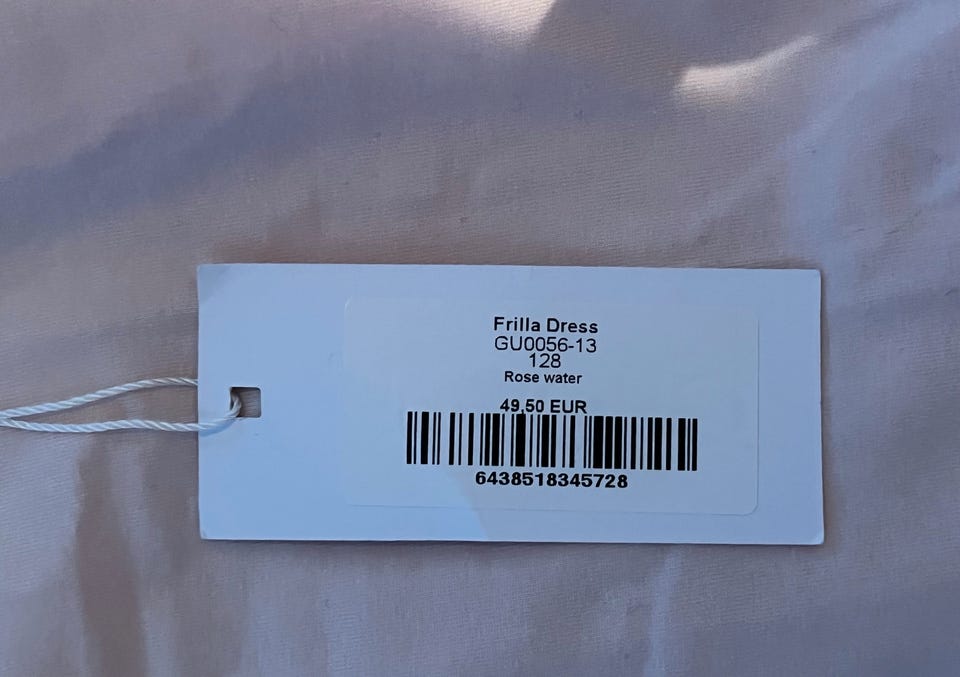 Frilla Dress
GU0056-13
128
Rose water
49,50 EUR
6438518345728